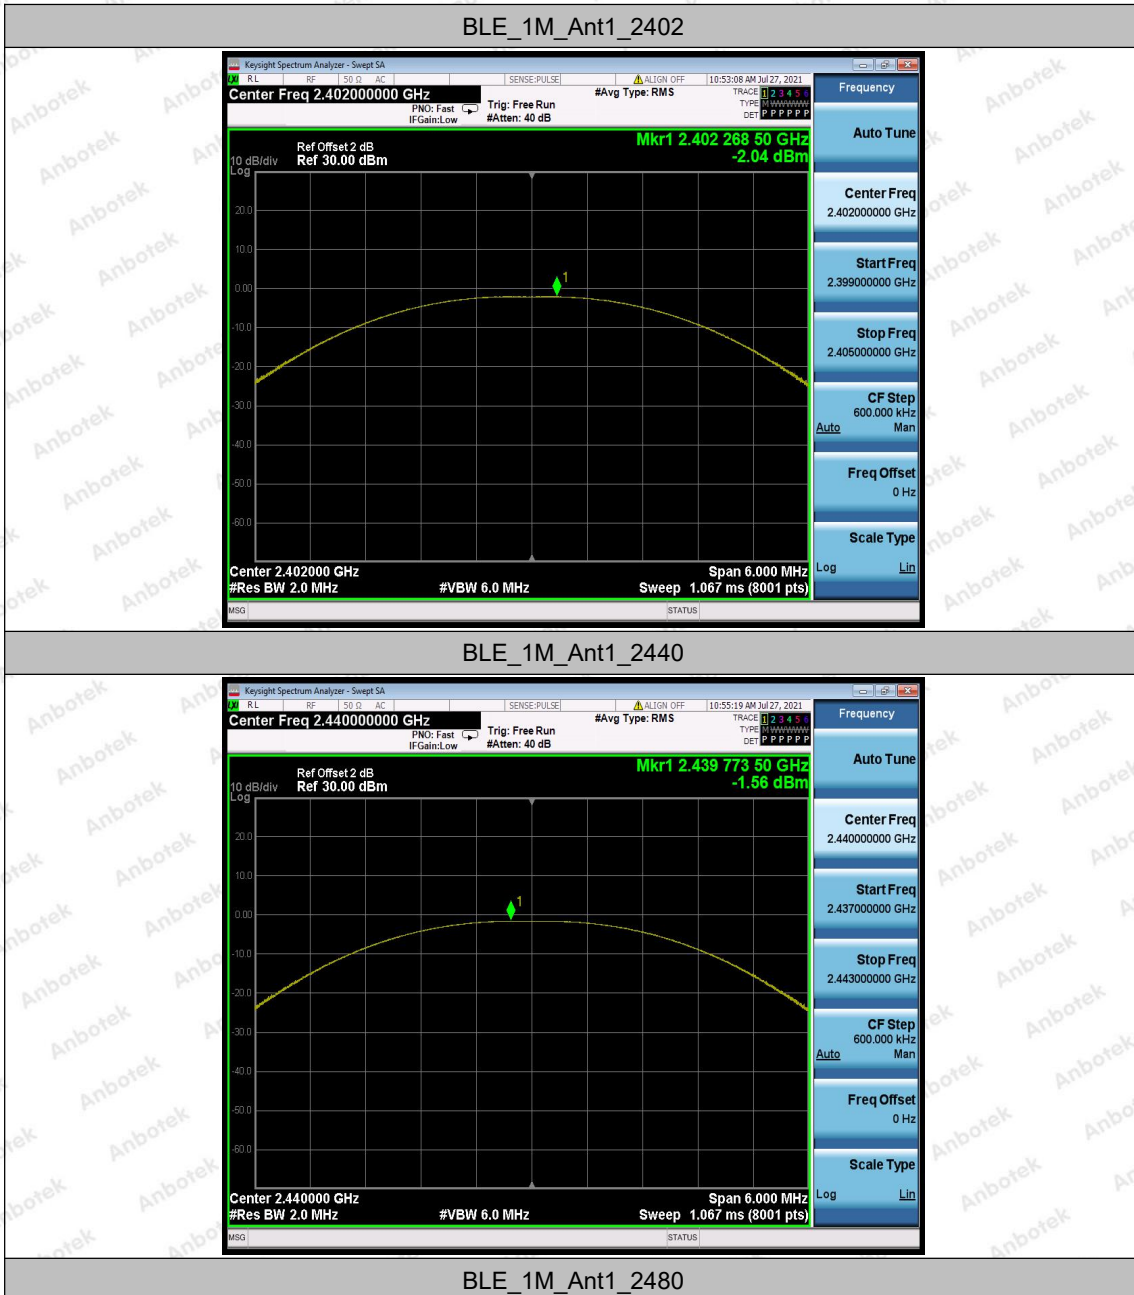 BLE_1M_Ant1_2402
Keysight Spectrum Analyzer - Swept SA
RL RF 50 Ω AC SENSE:PULSE ALIGN OFF 10:53:08 AM Jul 27, 2021
Center Freq 2.402000000 GHz #Avg Type: RMS TRACE 1 2 3 4 5 6
PNO: Fast Trig: Free Run TYPE M WWWWW
IFGain:Low #Atten: 40 dB DET P P P P P P
Frequency
Auto Tune
Mkr1 2.402 268 50 GHz
-2.04 dBm
Ref Offset 2 dB
10 dB/div Ref 30.00 dBm
Log
20.0
10.0
0.00
-10.0
-20.0
-30.0
-40.0
-50.0
-60.0
1
Center Freq
2.402000000 GHz
Start Freq
2.399000000 GHz
Stop Freq
2.405000000 GHz
CF Step
600.000 kHz
Auto Man
Freq Offset
0 Hz
Scale Type
Log Lin
Center 2.402000 GHz Span 6.000 MHz
#Res BW 2.0 MHz #VBW 6.0 MHz Sweep 1.067 ms (8001 pts)
MSG STATUS
BLE_1M_Ant1_2440
Keysight Spectrum Analyzer - Swept SA
RL RF 50 Ω AC SENSE:PULSE ALIGN OFF 10:55:19 AM Jul 27, 2021
Center Freq 2.440000000 GHz #Avg Type: RMS TRACE 1 2 3 4 5 6
PNO: Fast Trig: Free Run TYPE M WWWWW
IFGain:Low #Atten: 40 dB DET P P P P P P
Frequency
Auto Tune
Mkr1 2.439 773 50 GHz
-1.56 dBm
Ref Offset 2 dB
10 dB/div Ref 30.00 dBm
Log
20.0
10.0
0.00
-10.0
-20.0
-30.0
-40.0
-50.0
-60.0
1
Center Freq
2.440000000 GHz
Start Freq
2.437000000 GHz
Stop Freq
2.443000000 GHz
CF Step
600.000 kHz
Auto Man
Freq Offset
0 Hz
Scale Type
Log Lin
Center 2.440000 GHz Span 6.000 MHz
#Res BW 2.0 MHz #VBW 6.0 MHz Sweep 1.067 ms (8001 pts)
MSG STATUS
BLE_1M_Ant1_2480
Anbotek